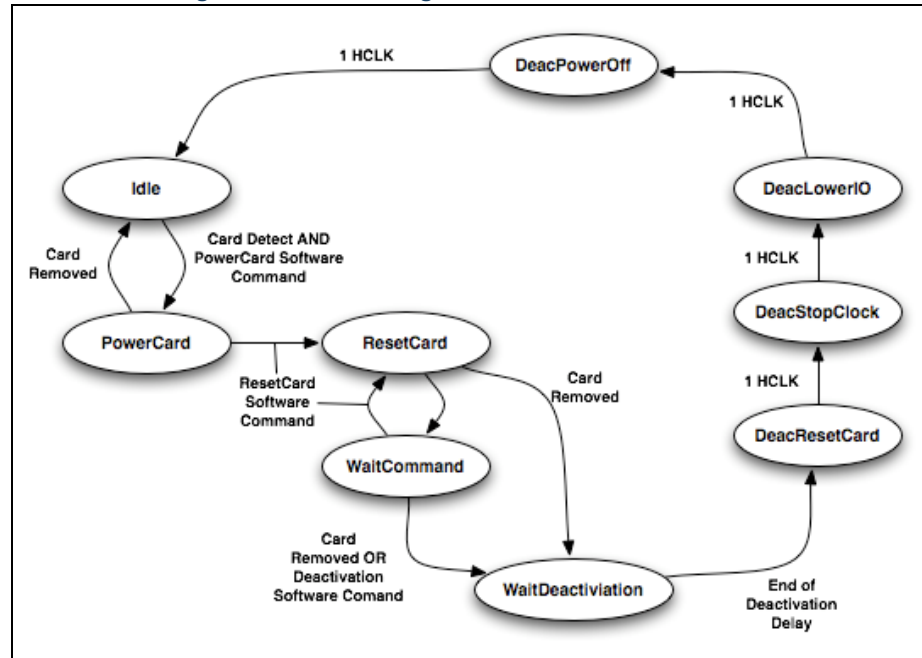 1 HCLK
DeacPowerOff
1 HCLK
Idle
DeacLowerIO
Card
Removed
Card Detect AND
PowerCard Software
Command
1 HCLK
DeacStopClock
PowerCard
ResetCard
ResetCard
Software
Command
Card
Removed
1 HCLK
DeacResetCard
WaitCommand
Card
Removed OR
Deactivation
Software Comand
WaitDeactiviation
End of
Deactivation
Delay